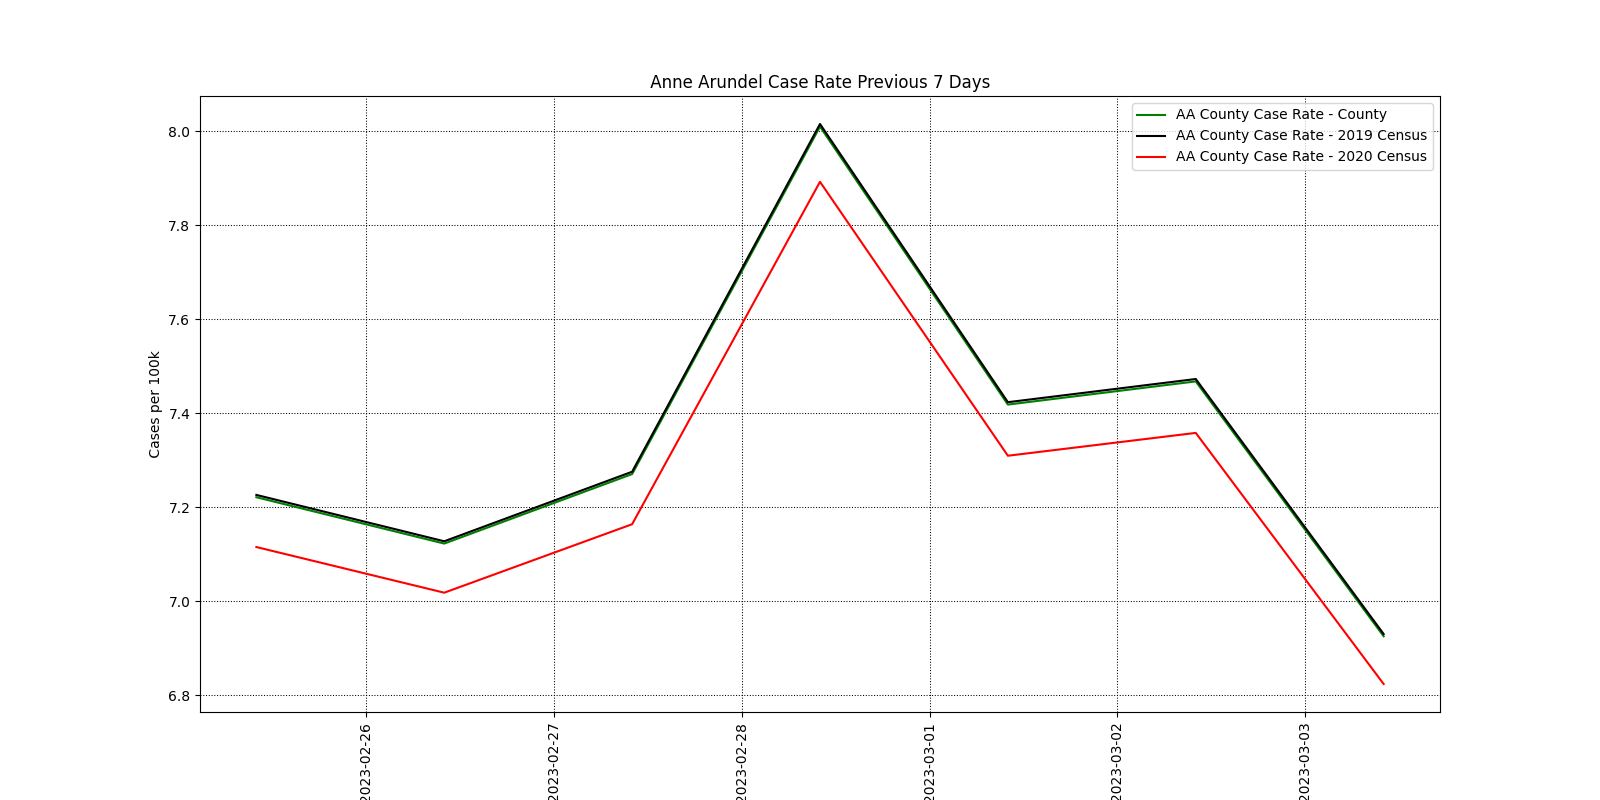 Anne Arundel Case Rate Previous 7 Days
AA County Case Rate - County
AA County Case Rate - 2019 Census
AA County Case Rate - 2020 Census
Cases per 100k
8.0
7.8
7.6
7.4
7.2
7.0
6.8
2023-02-26
2023-02-27
2023-02-28
2023-03-01
2023-03-02
2023-03-03